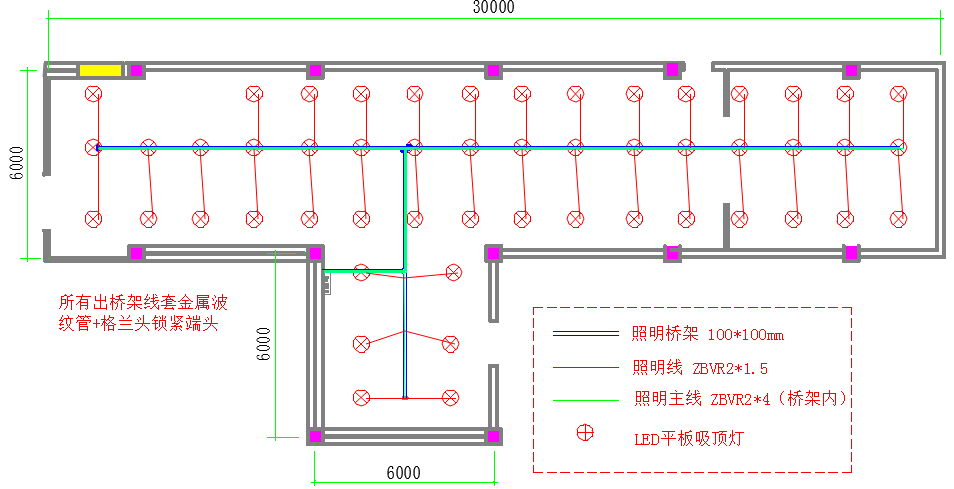 30000
6000
所有出桥架线套金属波
纹管+格兰头锁紧端头
6000
6000
照明桥架 100*100mm
照明线 ZBVR2*1.5
照明主线 ZBVR2*4（桥架内）
LED平板吸顶灯